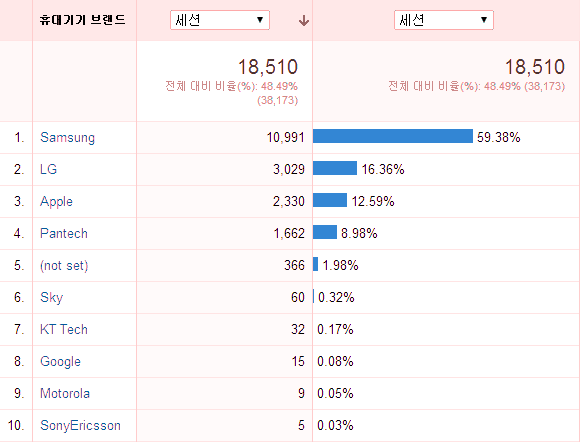 휴대기기 브랜드 세션 세션
18,510 18,510
전체 대비 비율(%): 48.49% (38,173) 전체 대비 비율(%): 48.49% (38,173)
1. Samsung 10,991 59.38%
2. LG 3,029 16.36%
3. Apple 2,330 12.59%
4. Pantech 1,662 8.98%
5. (not set) 366 1.98%
6. Sky 60 0.32%
7. KT Tech 32 0.17%
8. Google 15 0.08%
9. Motorola 9 0.05%
10. SonyEricsson 5 0.03%